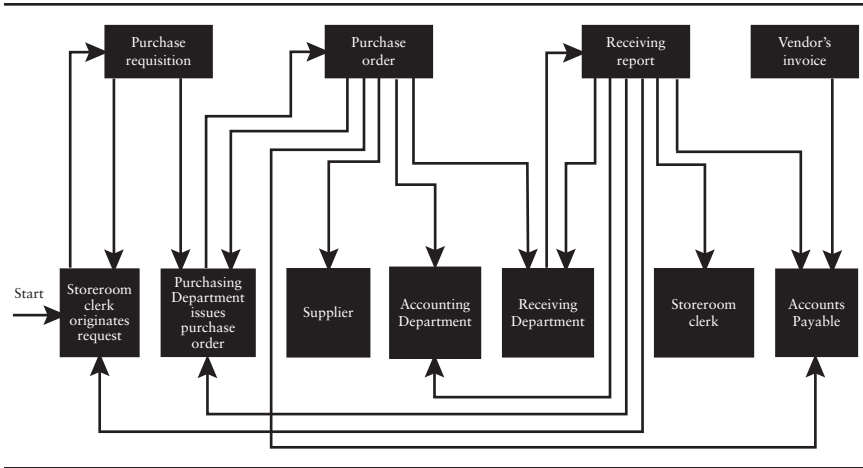 Purchase
requisition
Purchase
order
Receiving
report
Vendor's
invoice
Start
Storeroom
clerk
originates
request
Purchasing
Department
issues
purchase
order
Supplier
Accounting
Department
Receiving
Department
Storeroom
clerk
Accounts
Payable